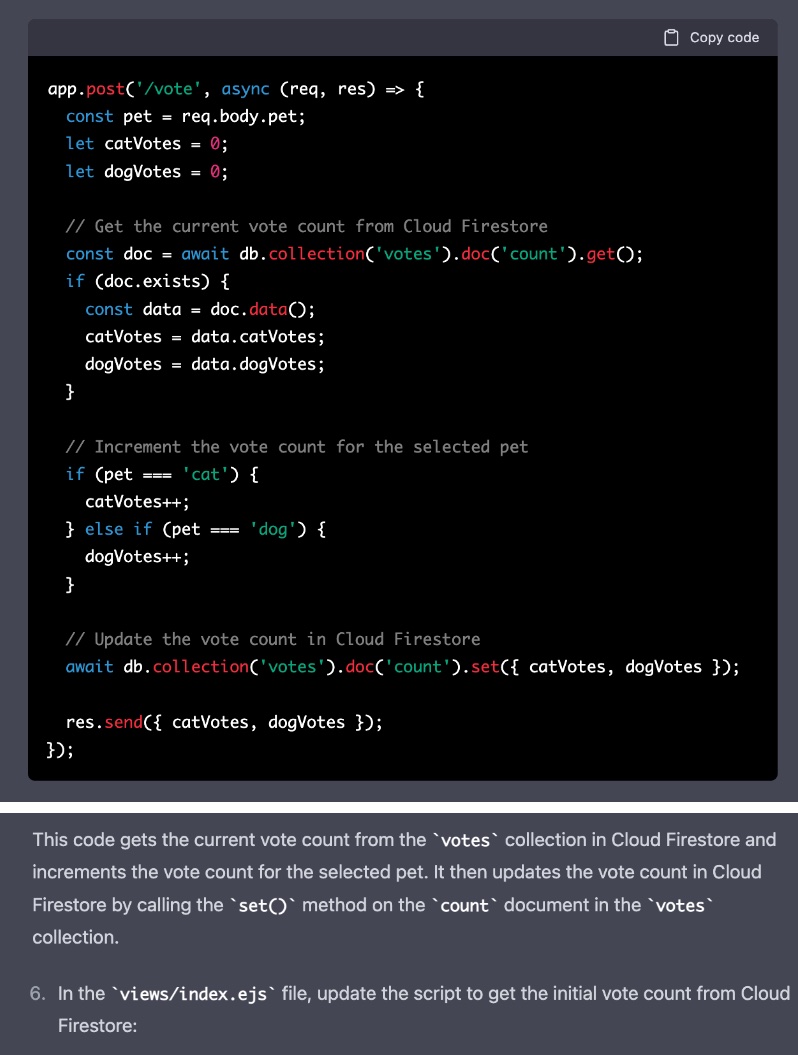 Copy code
app.post('/vote', async (req, res) => {
  const pet = req.body.pet;
  let catVotes = 0;
  let dogVotes = 0;

  // Get the current vote count from Cloud Firestore
  const doc = await db.collection('votes').doc('count').get();
  if (doc.exists) {
    const data = doc.data();
    catVotes = data.catVotes;
    dogVotes = data.dogVotes;
  }

  // Increment the vote count for the selected pet
  if (pet === 'cat') {
    catVotes++;
  } else if (pet === 'dog') {
    dogVotes++;
  }

  // Update the vote count in Cloud Firestore
  await db.collection('votes').doc('count').set({ catVotes, dogVotes });

  res.send({ catVotes, dogVotes });
});
This code gets the current vote count from the `votes` collection in Cloud Firestore and
increments the vote count for the selected pet. It then updates the vote count in Cloud
Firestore by calling the `set()` method on the `count` document in the `votes`
collection.
6. In the `views/index.ejs` file, update the script to get the initial vote count from Cloud
Firestore: